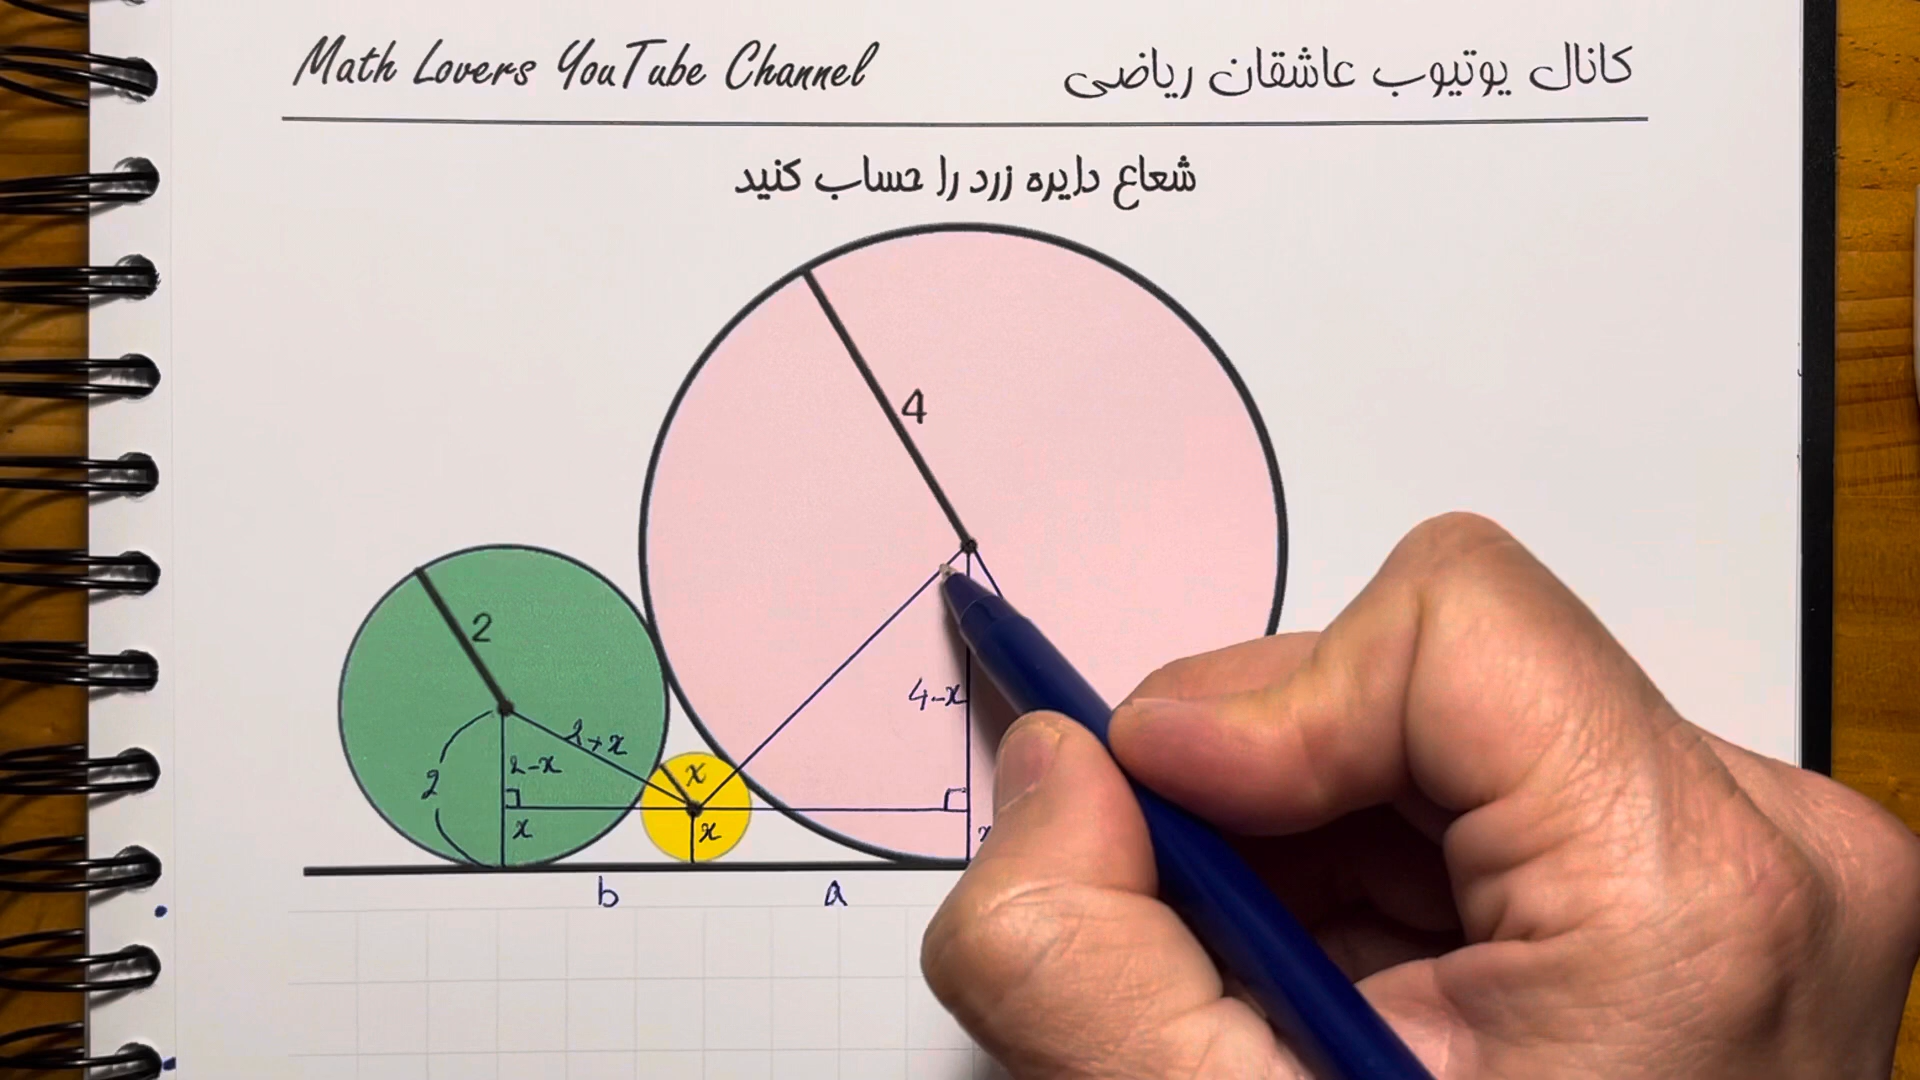 Math Lovers YouTube Channel
کانال یوتیوب عاشقان ریاضی
شعاع دایره زرد را حساب کنید
4
2
4-x
2+x
2-x
2
x
x
x
x
b
a